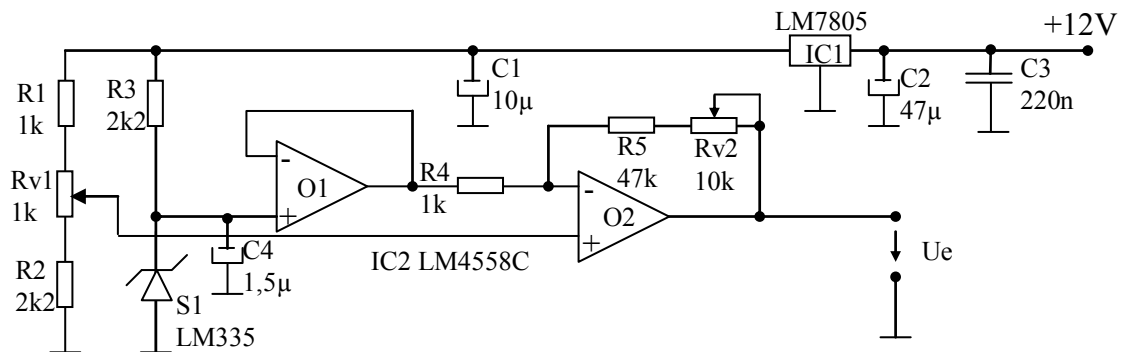 LM7805
+12V
IC1
C1
10µ
C2
47µ
C3
220n
R1
1k
R3
2k2
R5
47k
Rv2
10k
-
O1
+
R4
1k
-
O2
+
Rv1
1k
C4
1,5µ
IC2 LM4558C
Ue
R2
2k2
S1
LM335